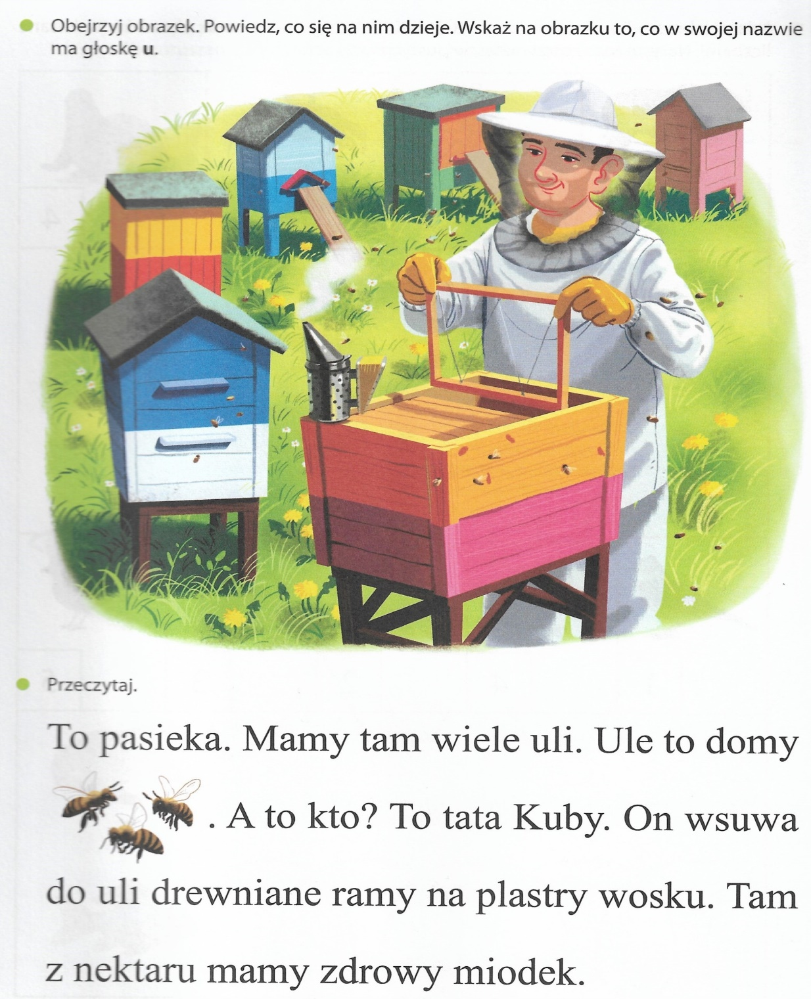 Obejrzyj obrazek. Powiedz, co się na nim dzieje. Wskaż na obrazku to, co w swojej nazwie
ma głoskę u.
Przeczytaj.
To pasieka. Mamy tam wiele uli. Ule to domy
. A to kto? To tata Kuby. On wsuwa
do uli drewniane ramy na plastry wosku. Tam
z nektaru mamy zdrowy miodek.